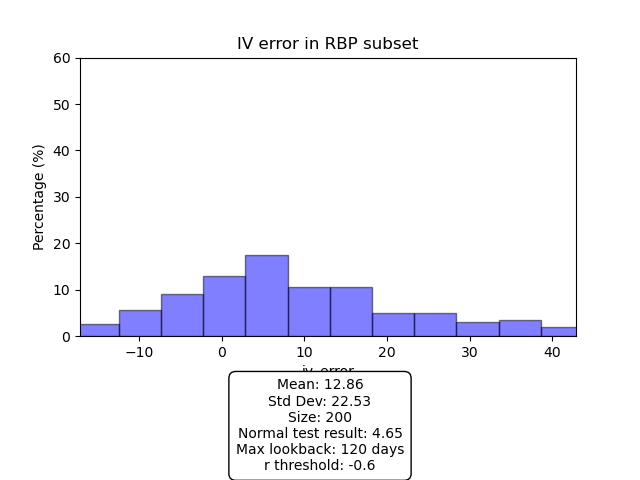 IV error in RBP subset
60
50
40
30
20
10
0
Percentage (%)
−10
0
10
20
30
40
iv_error
Mean: 12.86
Std Dev: 22.53
Size: 200
Normal test result: 4.65
Max lookback: 120 days
r threshold: -0.6